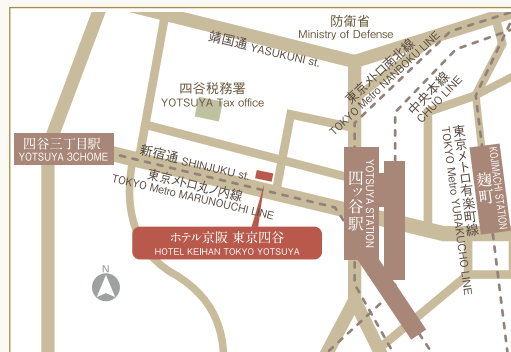 防衛省
Ministry of Defense
靖国通 YASUKUNI st.
東京メトロ南北線
TOKYO Metro NANBOKU LINE
中央本線
CHUO LINE
四谷税務署
YOTSUYA Tax office
四谷三丁目駅
YOTSUYA 3CHOME
新宿通 SHINJUKU st.
東京メトロ丸ノ内線
TOKYO Metro MARUNOUCHI LINE
四ッ谷駅
YOTSUYA STATION
東京メトロ有楽町線
TOKYO Metro YURAKUCHO LINE
麹町
KOJIMACHI STATION
ホテル京阪 東京四谷
HOTEL KEIHAN TOKYO YOTSUYA
N